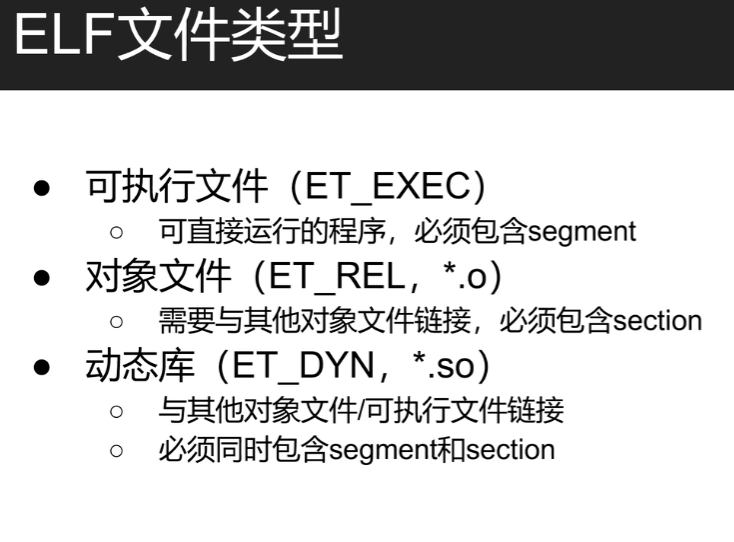 ELF文件类型
● 可执行文件（ET_EXEC）
○ 可直接运行的程序，必须包含segment
● 对象文件（ET_REL，*.o）
○ 需要与其他对象文件链接，必须包含section
● 动态库（ET_DYN，*.so）
○ 与其他对象文件/可执行文件链接
○ 必须同时包含segment和section